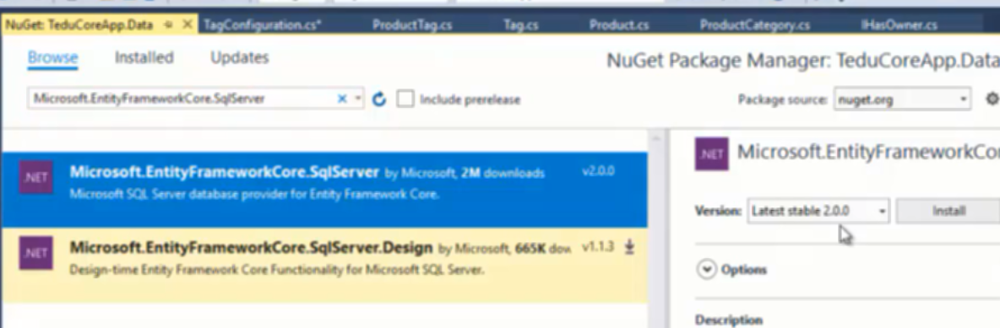 NuGet: TeduCoreApp.Data TagConfiguration.cs* ProductTag.cs Tag.cs Product.cs ProductCategory.cs IHasOwner.cs
Browse Installed Updates
NuGet Package Manager: TeduCoreApp.Data
Microsoft.EntityFrameworkCore.SqlServer
Include prerelease
Package source: nuget.org
.NET
Microsoft.EntityFrameworkCore.SqlServer by Microsoft, 2M downloads v2.0.0
Microsoft SQL Server database provider for Entity Framework Core.
.NET
Microsoft.EntityFrameworkCore.SqlServer.Design by Microsoft, 665K dow v1.1.3
Design-time Entity Framework Core Functionality for Microsoft SQL Server.
.NET
Microsoft.EntityFrameworkCor
Version: Latest stable 2.0.0 Install
Options
Description